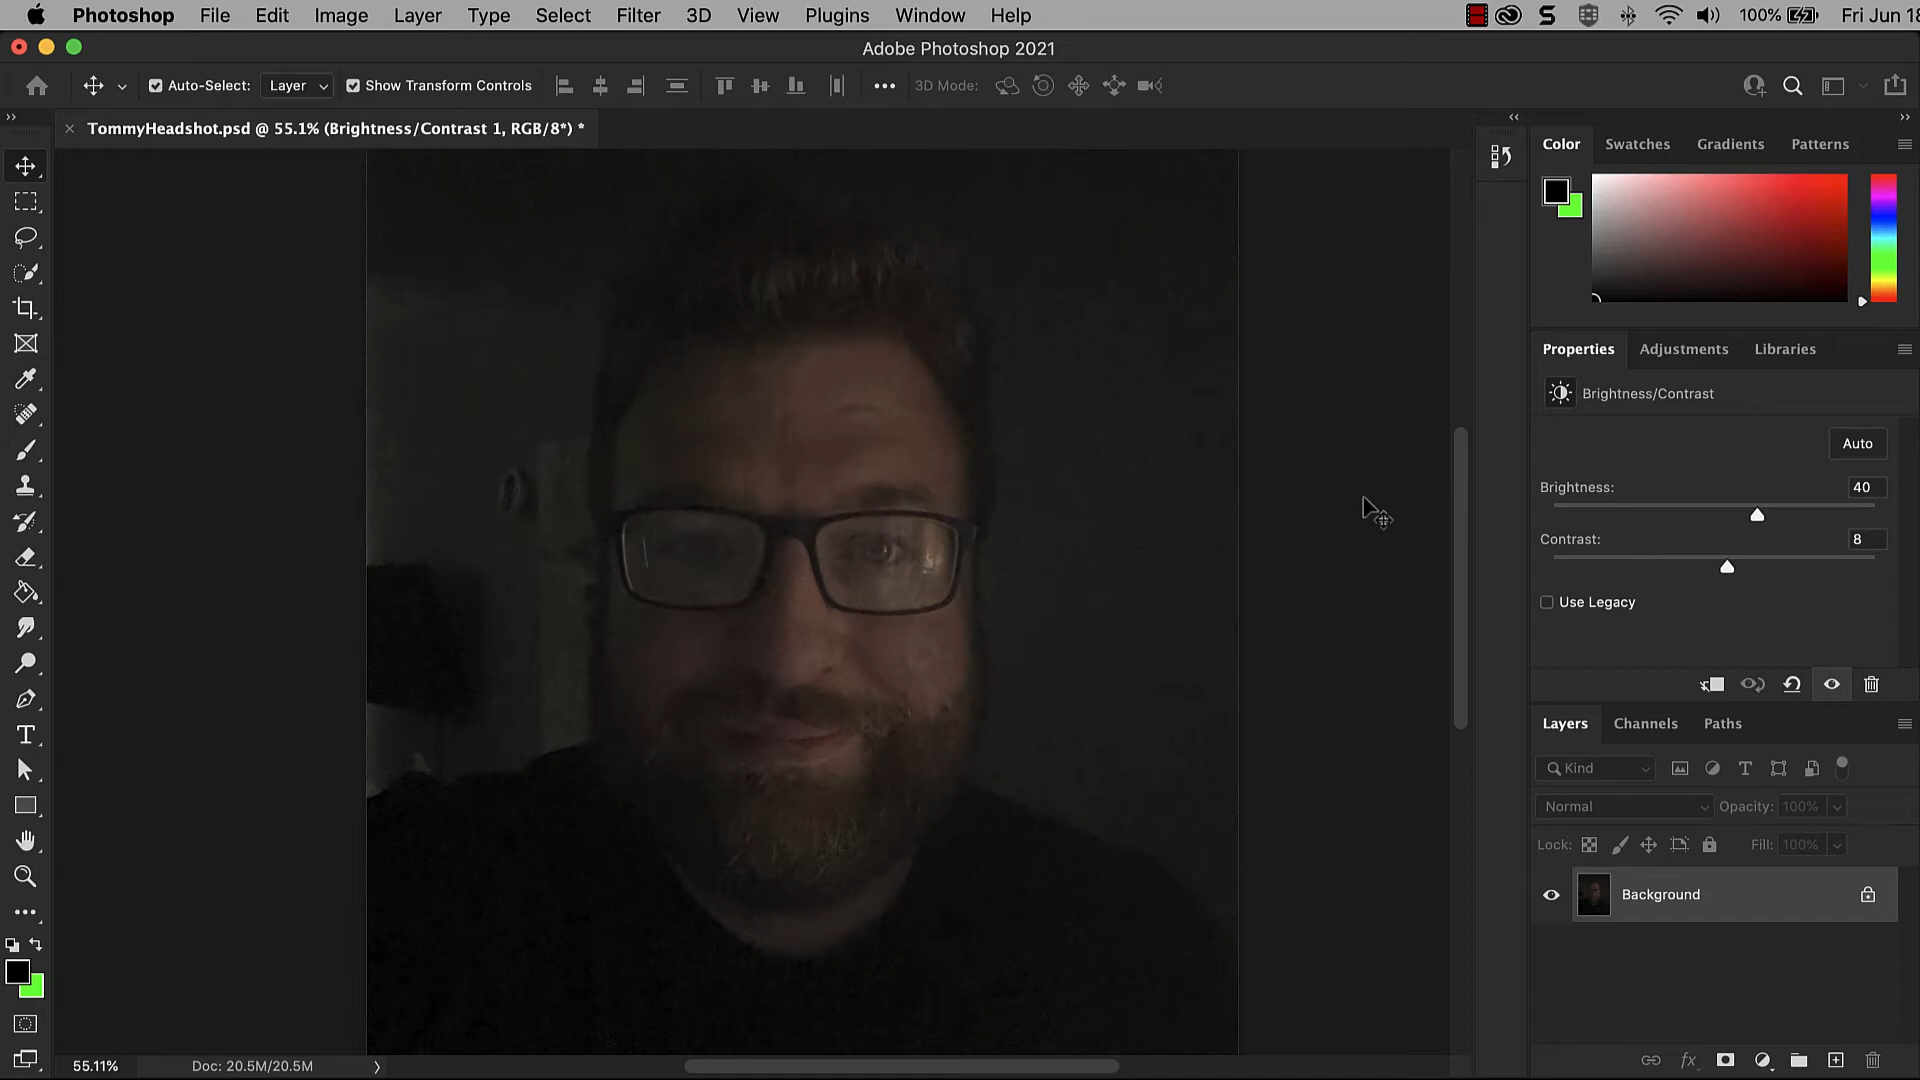 Photoshop File Edit Image Layer Type Select Filter 3D View Plugins Window Help S 100% Fri Jun 18
Adobe Photoshop 2021
Auto-Select: Layer Show Transform Controls 3D Mode:
TommyHeadshot.psd @ 55.1% (Brightness/Contrast 1, RGB/8*) *
Color Swatches Gradients Patterns
Properties Adjustments Libraries
Brightness/Contrast
Auto
Brightness: 40
Contrast: 8
Use Legacy
Layers Channels Paths
Kind
Normal Opacity: 100%
Lock: Fill: 100%
Background
fx
55.11% Doc: 20.5M/20.5M